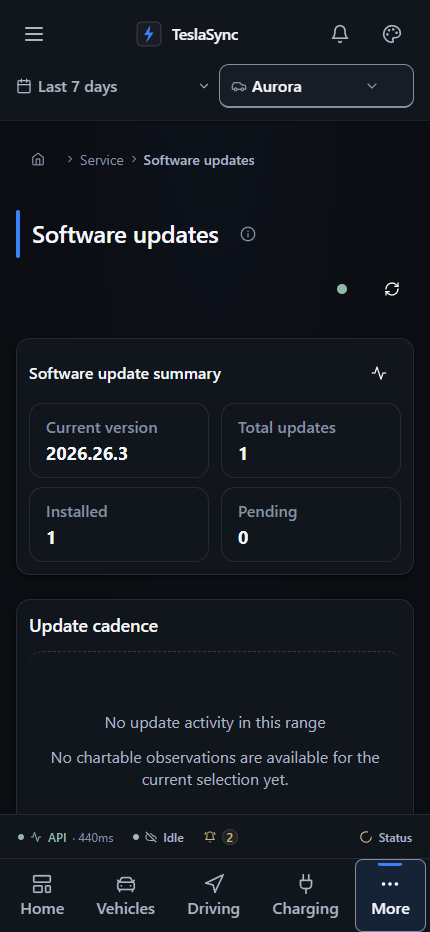 TeslaSync
Last 7 days
Aurora
Service
Software updates
Software updates
Software update summary
Current version
2026.26.3
Total updates
1
Installed
1
Pending
0
Update cadence
No update activity in this range
No chartable observations are available for the
current selection yet.
API · 440ms
Idle
2
Status
Home
Vehicles
Driving
Charging
More